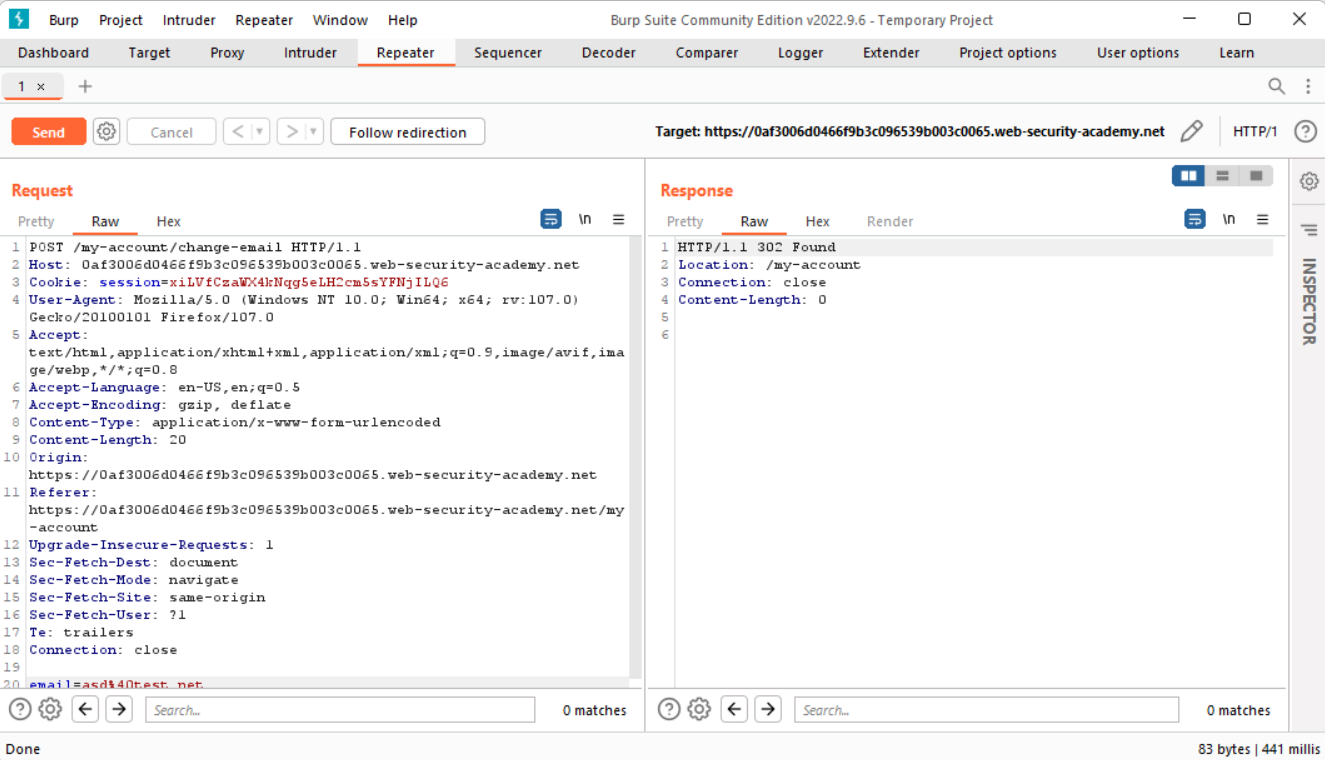 Burp Project Intruder Repeater Window Help Burp Suite Community Edition v2022.9.6 - Temporary Project
Dashboard Target Proxy Intruder Repeater Sequencer Decoder Comparer Logger Extender Project options User options Learn
1 ×
Send Cancel < > Follow redirection Target: https://0af3006d0466f9b3c096539b003c0065.web-security-academy.net HTTP/1
Request
Pretty Raw Hex \n
1 POST /my-account/change-email HTTP/1.1
2 Host: 0af3006d0466f9b3c096539b003c0065.web-security-academy.net
3 Cookie: session=xiLVfCzaWX4kNqg5eLH2cm5sYFNjILQ6
4 User-Agent: Mozilla/5.0 (Windows NT 10.0; Win64; x64; rv:107.0)
Gecko/20100101 Firefox/107.0
5 Accept:
text/html,application/xhtml+xml,application/xml;q=0.9,image/avif,ima
ge/webp,*/*;q=0.8
6 Accept-Language: en-US,en;q=0.5
7 Accept-Encoding: gzip, deflate
8 Content-Type: application/x-www-form-urlencoded
9 Content-Length: 20
10 Origin:
https://0af3006d0466f9b3c096539b003c0065.web-security-academy.net
11 Referer:
https://0af3006d0466f9b3c096539b003c0065.web-security-academy.net/my
-account
12 Upgrade-Insecure-Requests: 1
13 Sec-Fetch-Dest: document
14 Sec-Fetch-Mode: navigate
15 Sec-Fetch-Site: same-origin
16 Sec-Fetch-User: ?1
17 Te: trailers
18 Connection: close
19
20 email=asd%40test.net
Search... 0 matches
Response
Pretty Raw Hex Render \n
1 HTTP/1.1 302 Found
2 Location: /my-account
3 Connection: close
4 Content-Length: 0
5
6
Search... 0 matches
INSPECTOR
Done 83 bytes | 441 millis